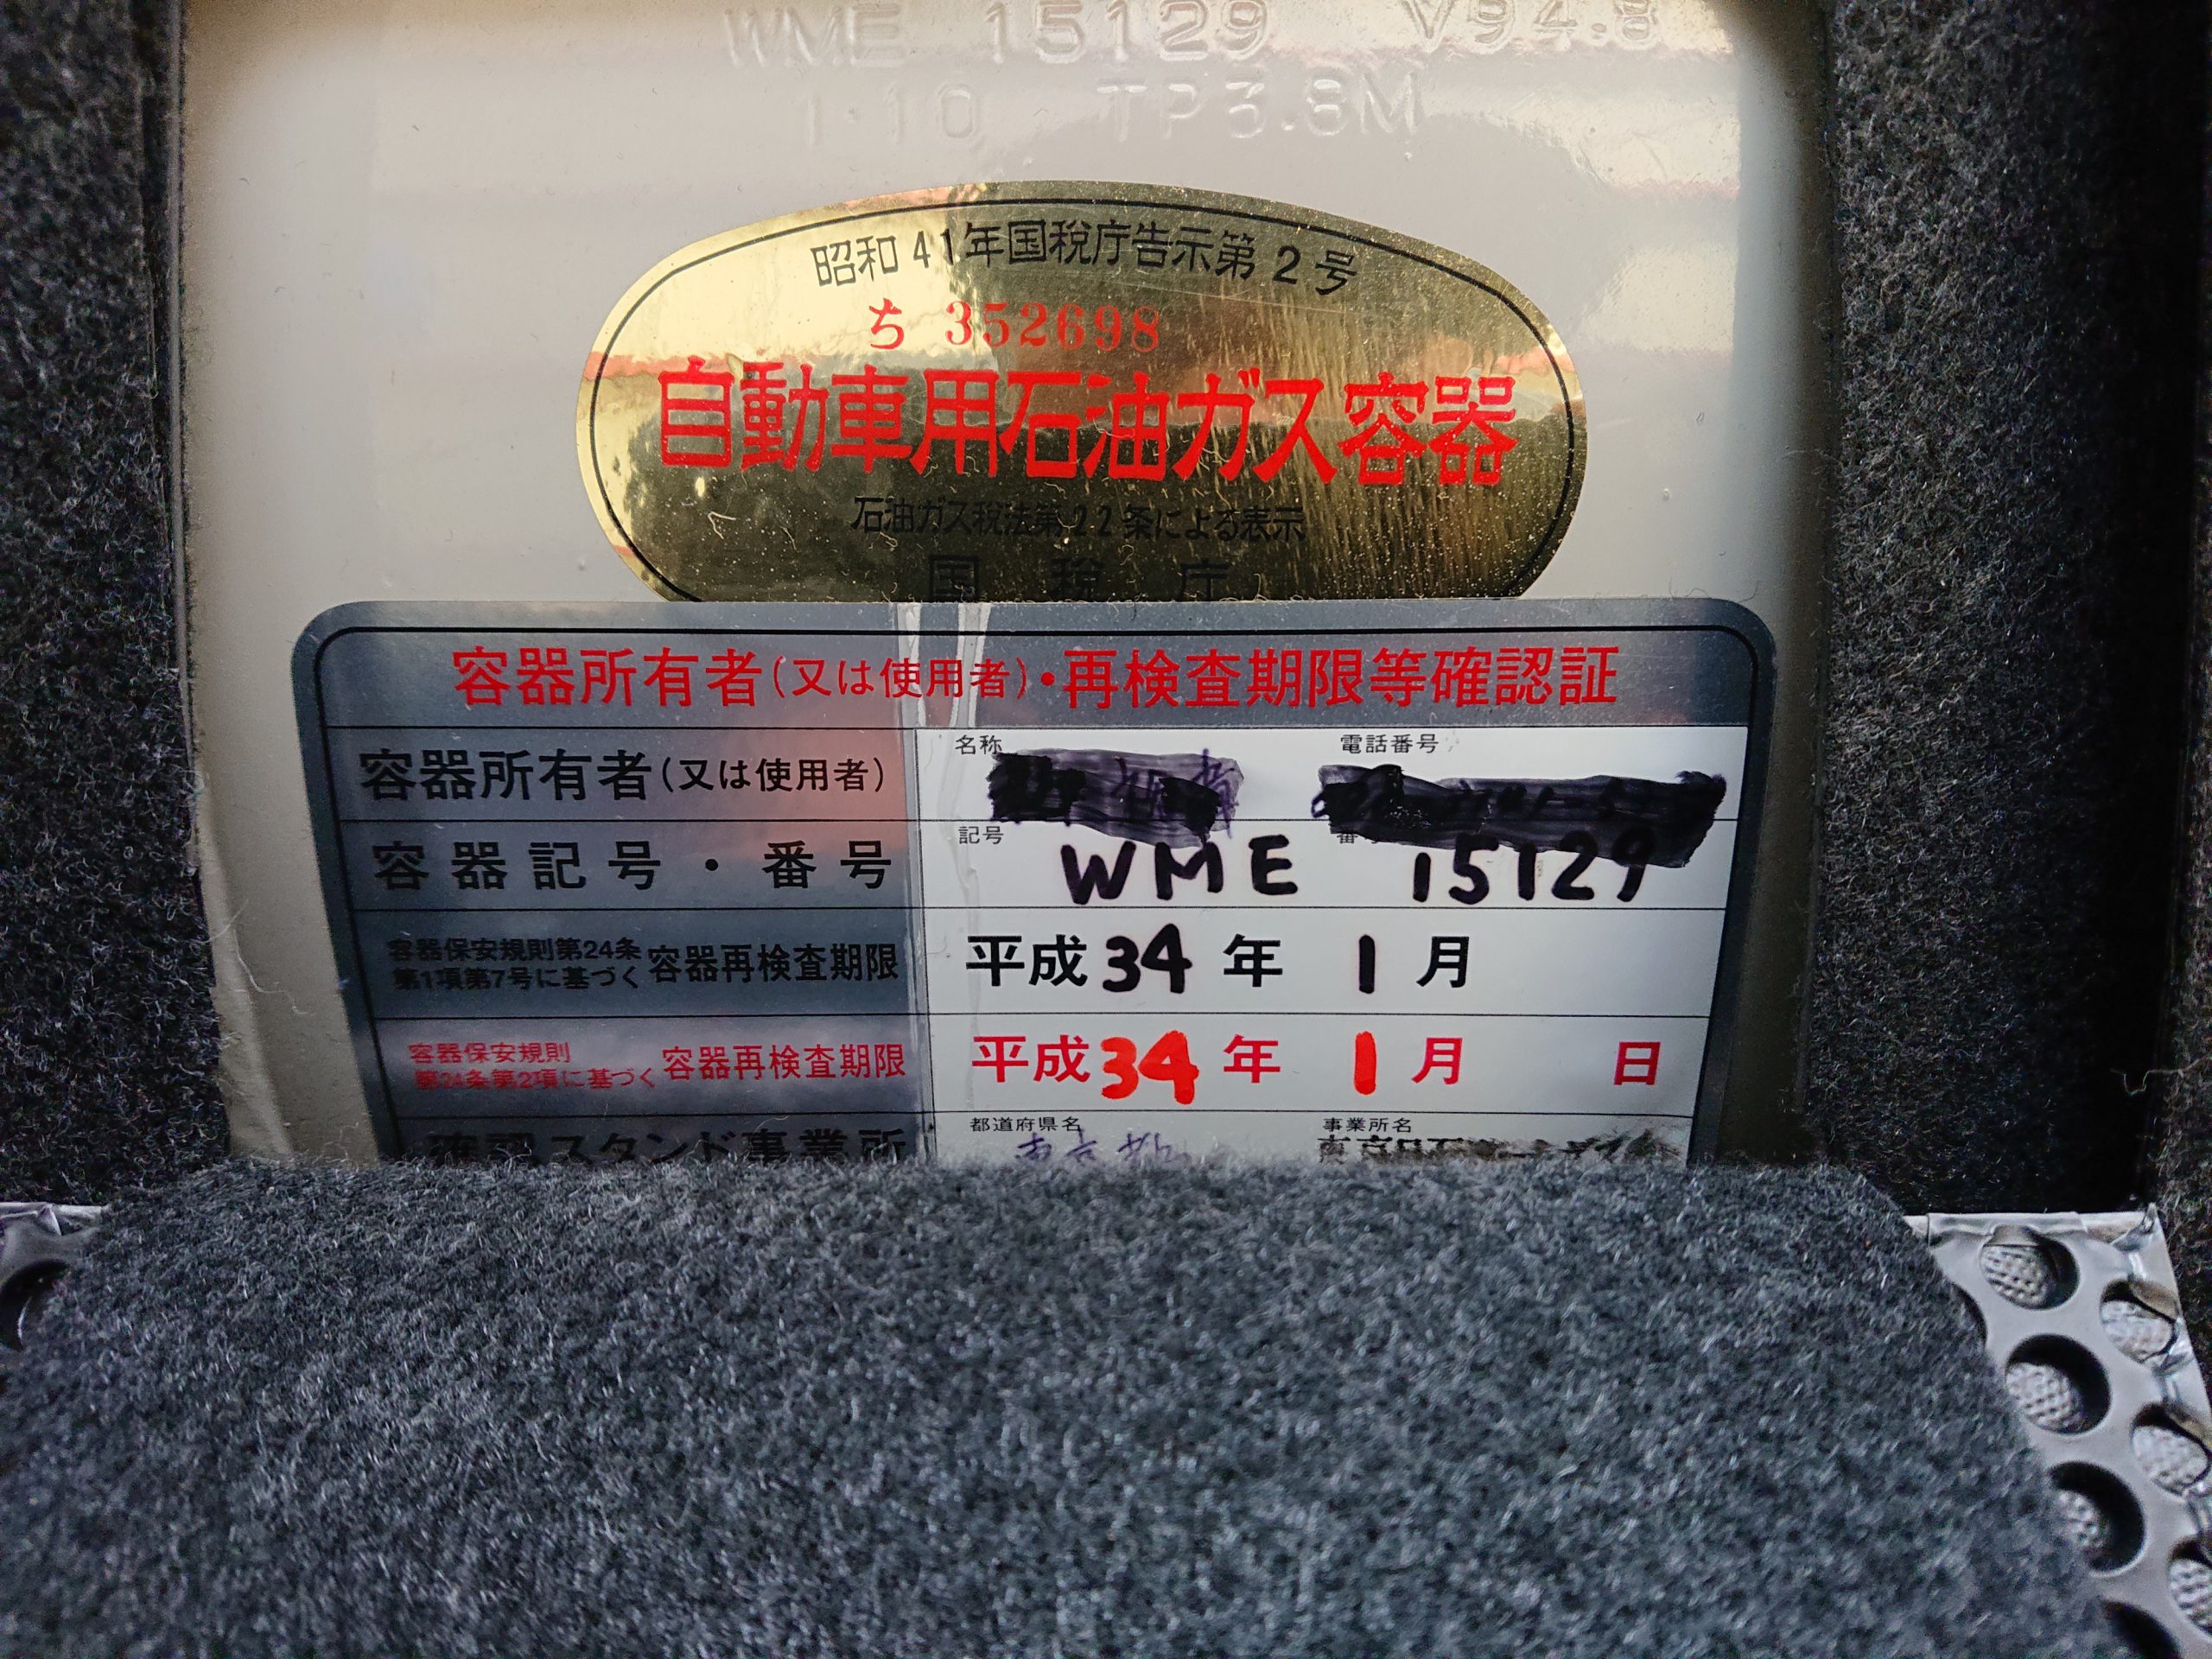 WME 15129 V94.8
1・10 TP3.8M
昭和41年国税庁告示第2号
ち 352698
自動車用石油ガス容器
石油ガス税法第22条による表示
国税庁
容器所有者(又は使用者)・再検査期限等確認証
容器所有者(又は使用者) 名称 電話番号
容器記号・番号 記号 WME 15129
容器保安規則第24条
第1項第7号に基づく 容器再検査期限 平成34年 1月
容器保安規則
第24条第2項に基づく 容器再検査期限 平成34年 1月 日
確認スタンド事業所 都道府県名 事業所名